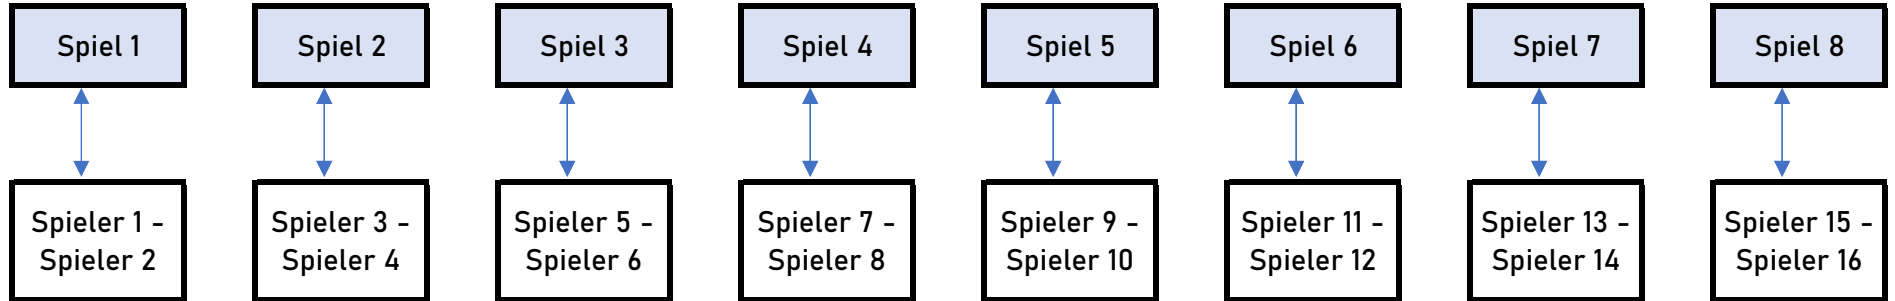 Spiel 1
Spiel 2
Spiel 3
Spiel 4
Spiel 5
Spiel 6
Spiel 7
Spiel 8
Spieler 1 -
Spieler 2
Spieler 3 -
Spieler 4
Spieler 5 -
Spieler 6
Spieler 7 -
Spieler 8
Spieler 9 -
Spieler 10
Spieler 11 -
Spieler 12
Spieler 13 -
Spieler 14
Spieler 15 -
Spieler 16